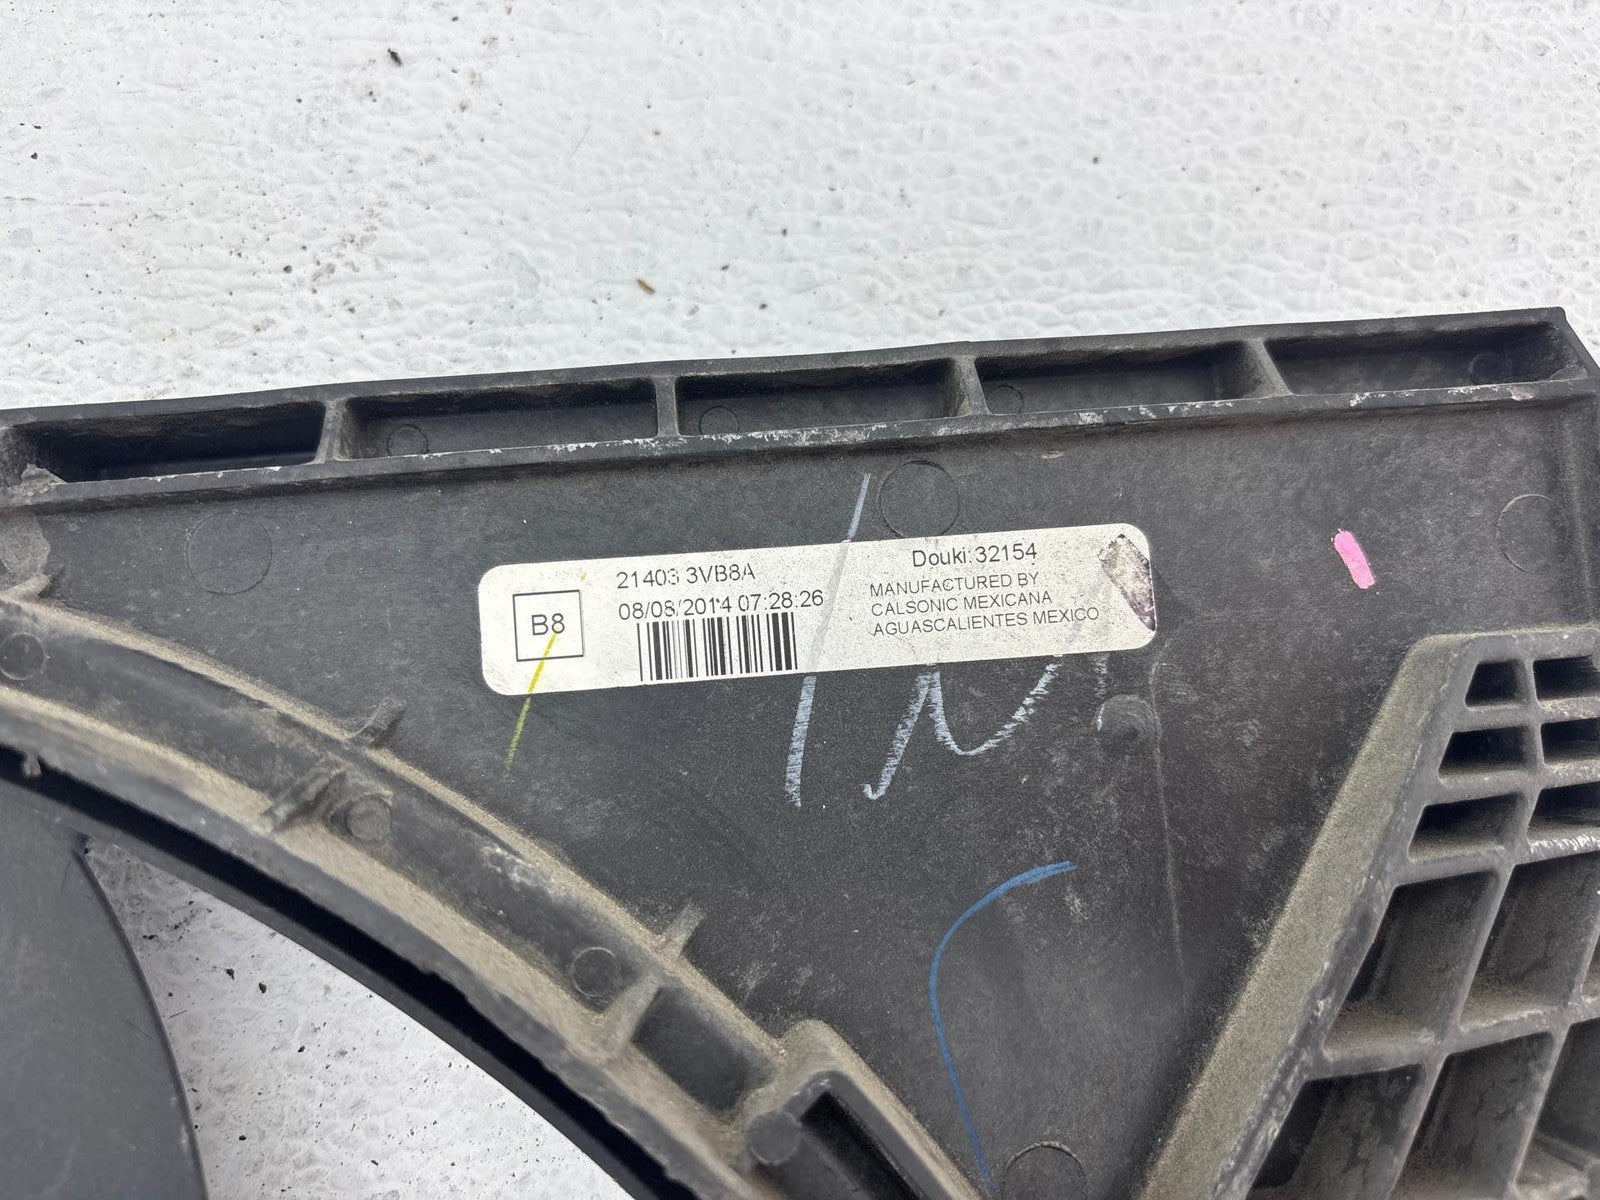 B8
21403 3VB8A
08/08/2014 07:28:26
Douki:32154
MANUFACTURED BY
CALSONIC MEXICANA
AGUASCALIENTES MEXICO